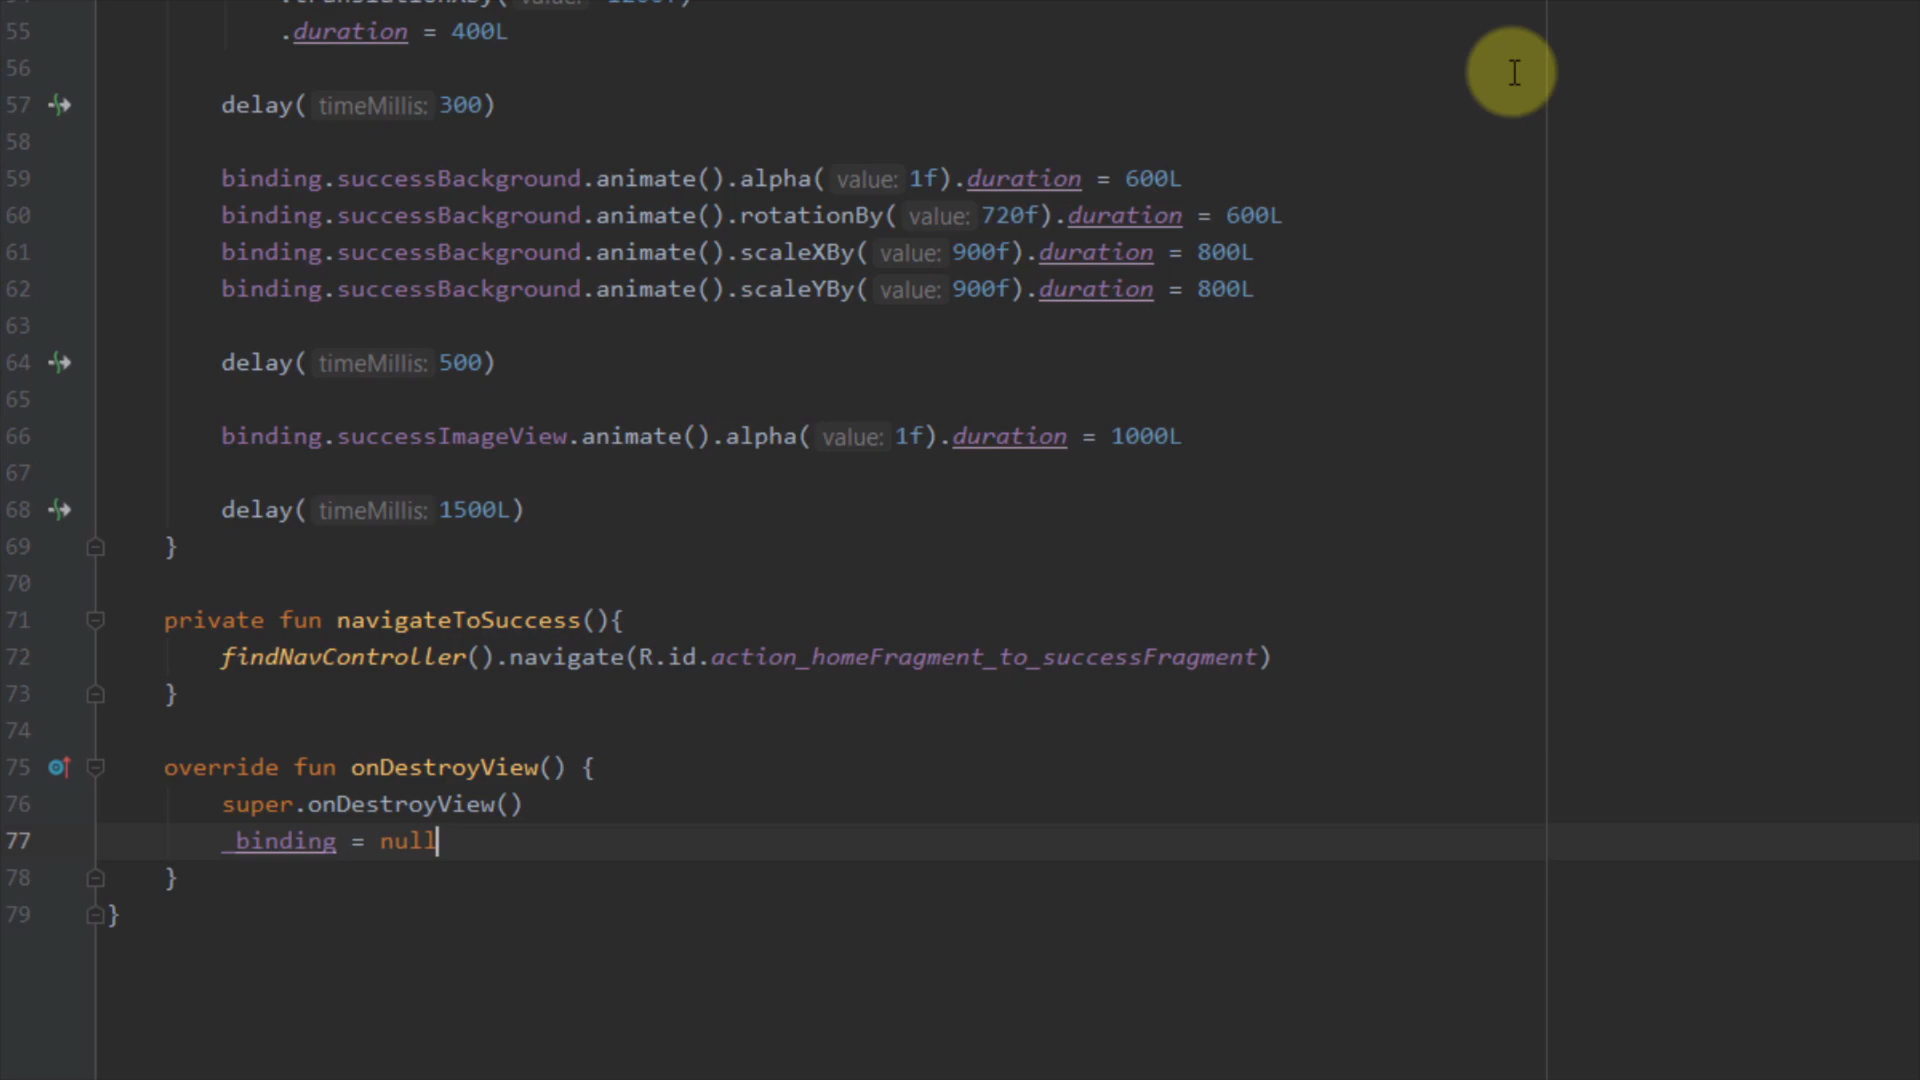 55 .duration = 400L
56
57 delay( timeMillis: 300)
58
59 binding.successBackground.animate().alpha( value: 1f).duration = 600L
60 binding.successBackground.animate().rotationBy( value: 720f).duration = 600L
61 binding.successBackground.animate().scaleXBy( value: 900f).duration = 800L
62 binding.successBackground.animate().scaleYBy( value: 900f).duration = 800L
63
64 delay( timeMillis: 500)
65
66 binding.successImageView.animate().alpha( value: 1f).duration = 1000L
67
68 delay( timeMillis: 1500L)
69 }
70
71 private fun navigateToSuccess(){
72 findNavController().navigate(R.id.action_homeFragment_to_successFragment)
73 }
74
75 override fun onDestroyView() {
76 super.onDestroyView()
77 _binding = null
78 }
79 }